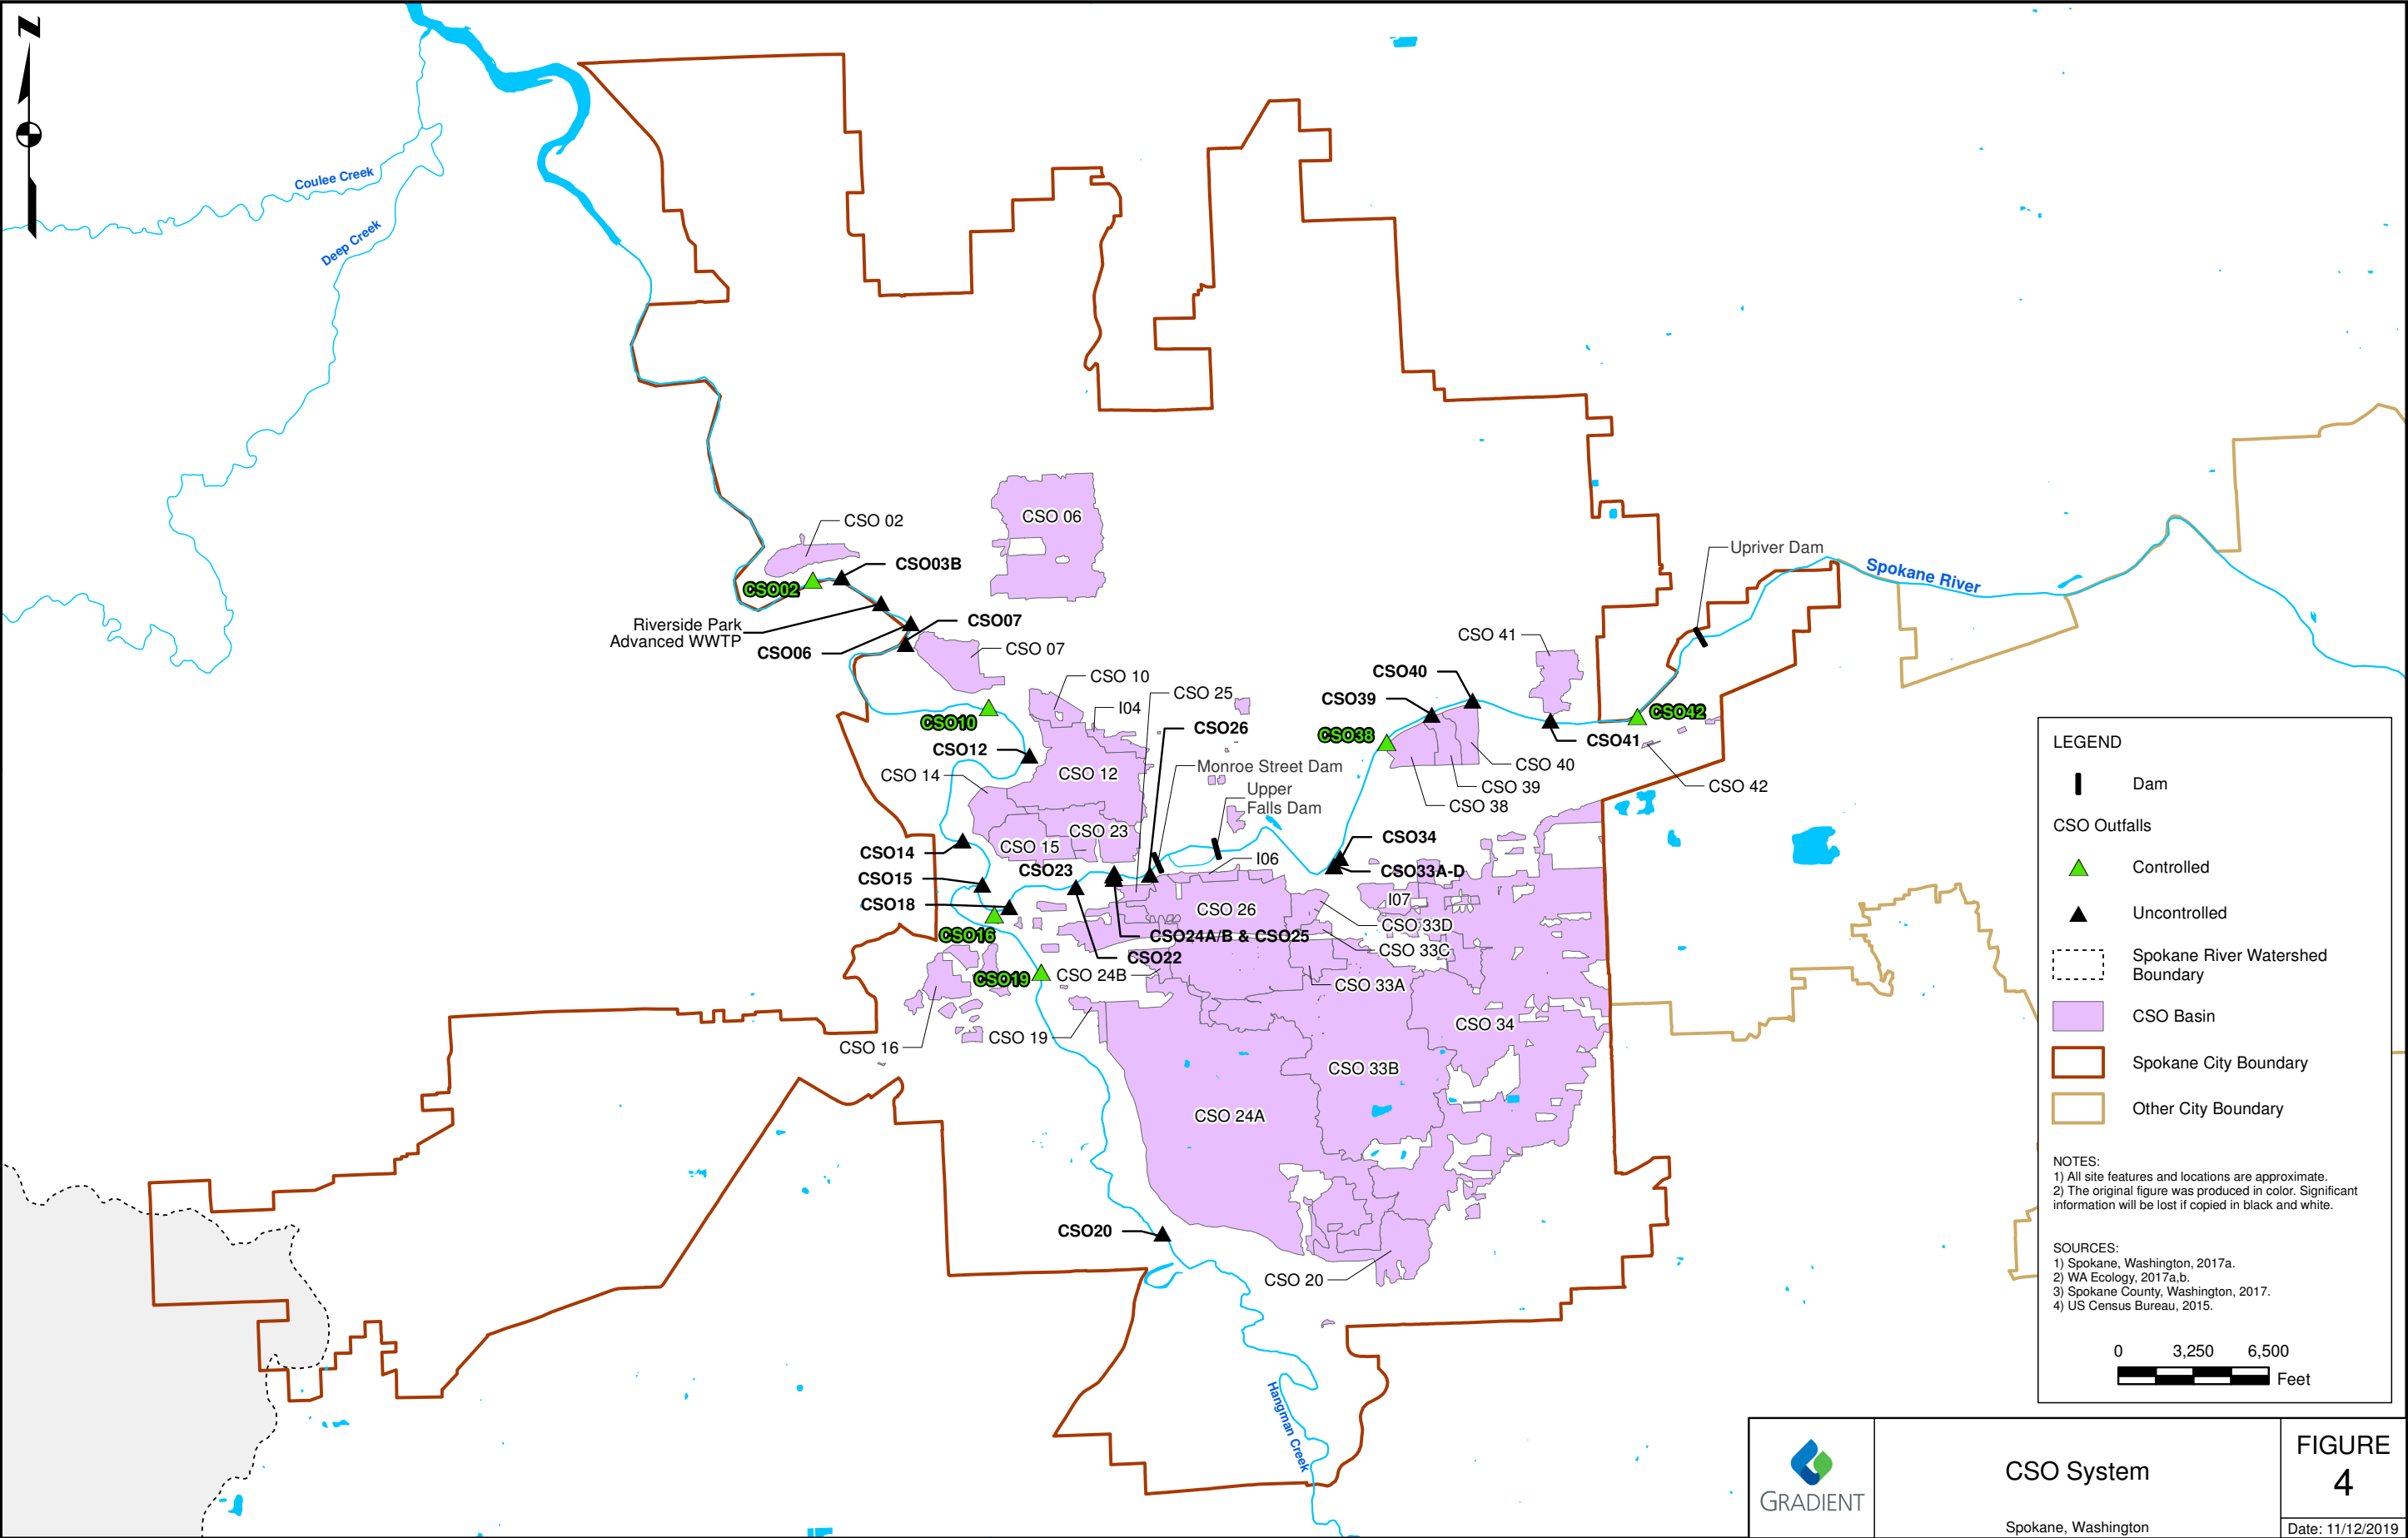 N
Coulee Creek
Deep Creek
CSO 02
CSO 06
CSO03B
CSO02
Riverside Park
Advanced WWTP
CSO07
CSO06
CSO 07
CSO 10
CSO 25
I04
CSO10
CSO26
CSO12
CSO 14
CSO 12
Monroe Street Dam
Upper
Falls Dam
CSO 23
CSO 15
CSO14
CSO23
CSO15
CSO18
I06
CSO16
CSO 26
CSO24A/B & CSO25
CSO22
CSO19
CSO 24B
CSO 16
CSO 19
CSO 41
CSO40
CSO39
CSO38
CSO 40
CSO 39
CSO 38
CSO41
CSO42
CSO 42
Upriver Dam
Spokane River
CSO34
CSO33A-D
I07
CSO 33D
CSO 33C
CSO 33A
CSO 34
CSO 33B
CSO 24A
CSO20
CSO 20
Hangman Creek
LEGEND
Dam
CSO Outfalls
Controlled
Uncontrolled
Spokane River Watershed
Boundary
CSO Basin
Spokane City Boundary
Other City Boundary
NOTES:
1) All site features and locations are approximate.
2) The original figure was produced in color. Significant
information will be lost if copied in black and white.
SOURCES:
1) Spokane, Washington, 2017a.
2) WA Ecology, 2017a,b.
3) Spokane County, Washington, 2017.
4) US Census Bureau, 2015.
0 3,250 6,500
Feet
GRADIENT
CSO System
Spokane, Washington
FIGURE
4
Date: 11/12/2019